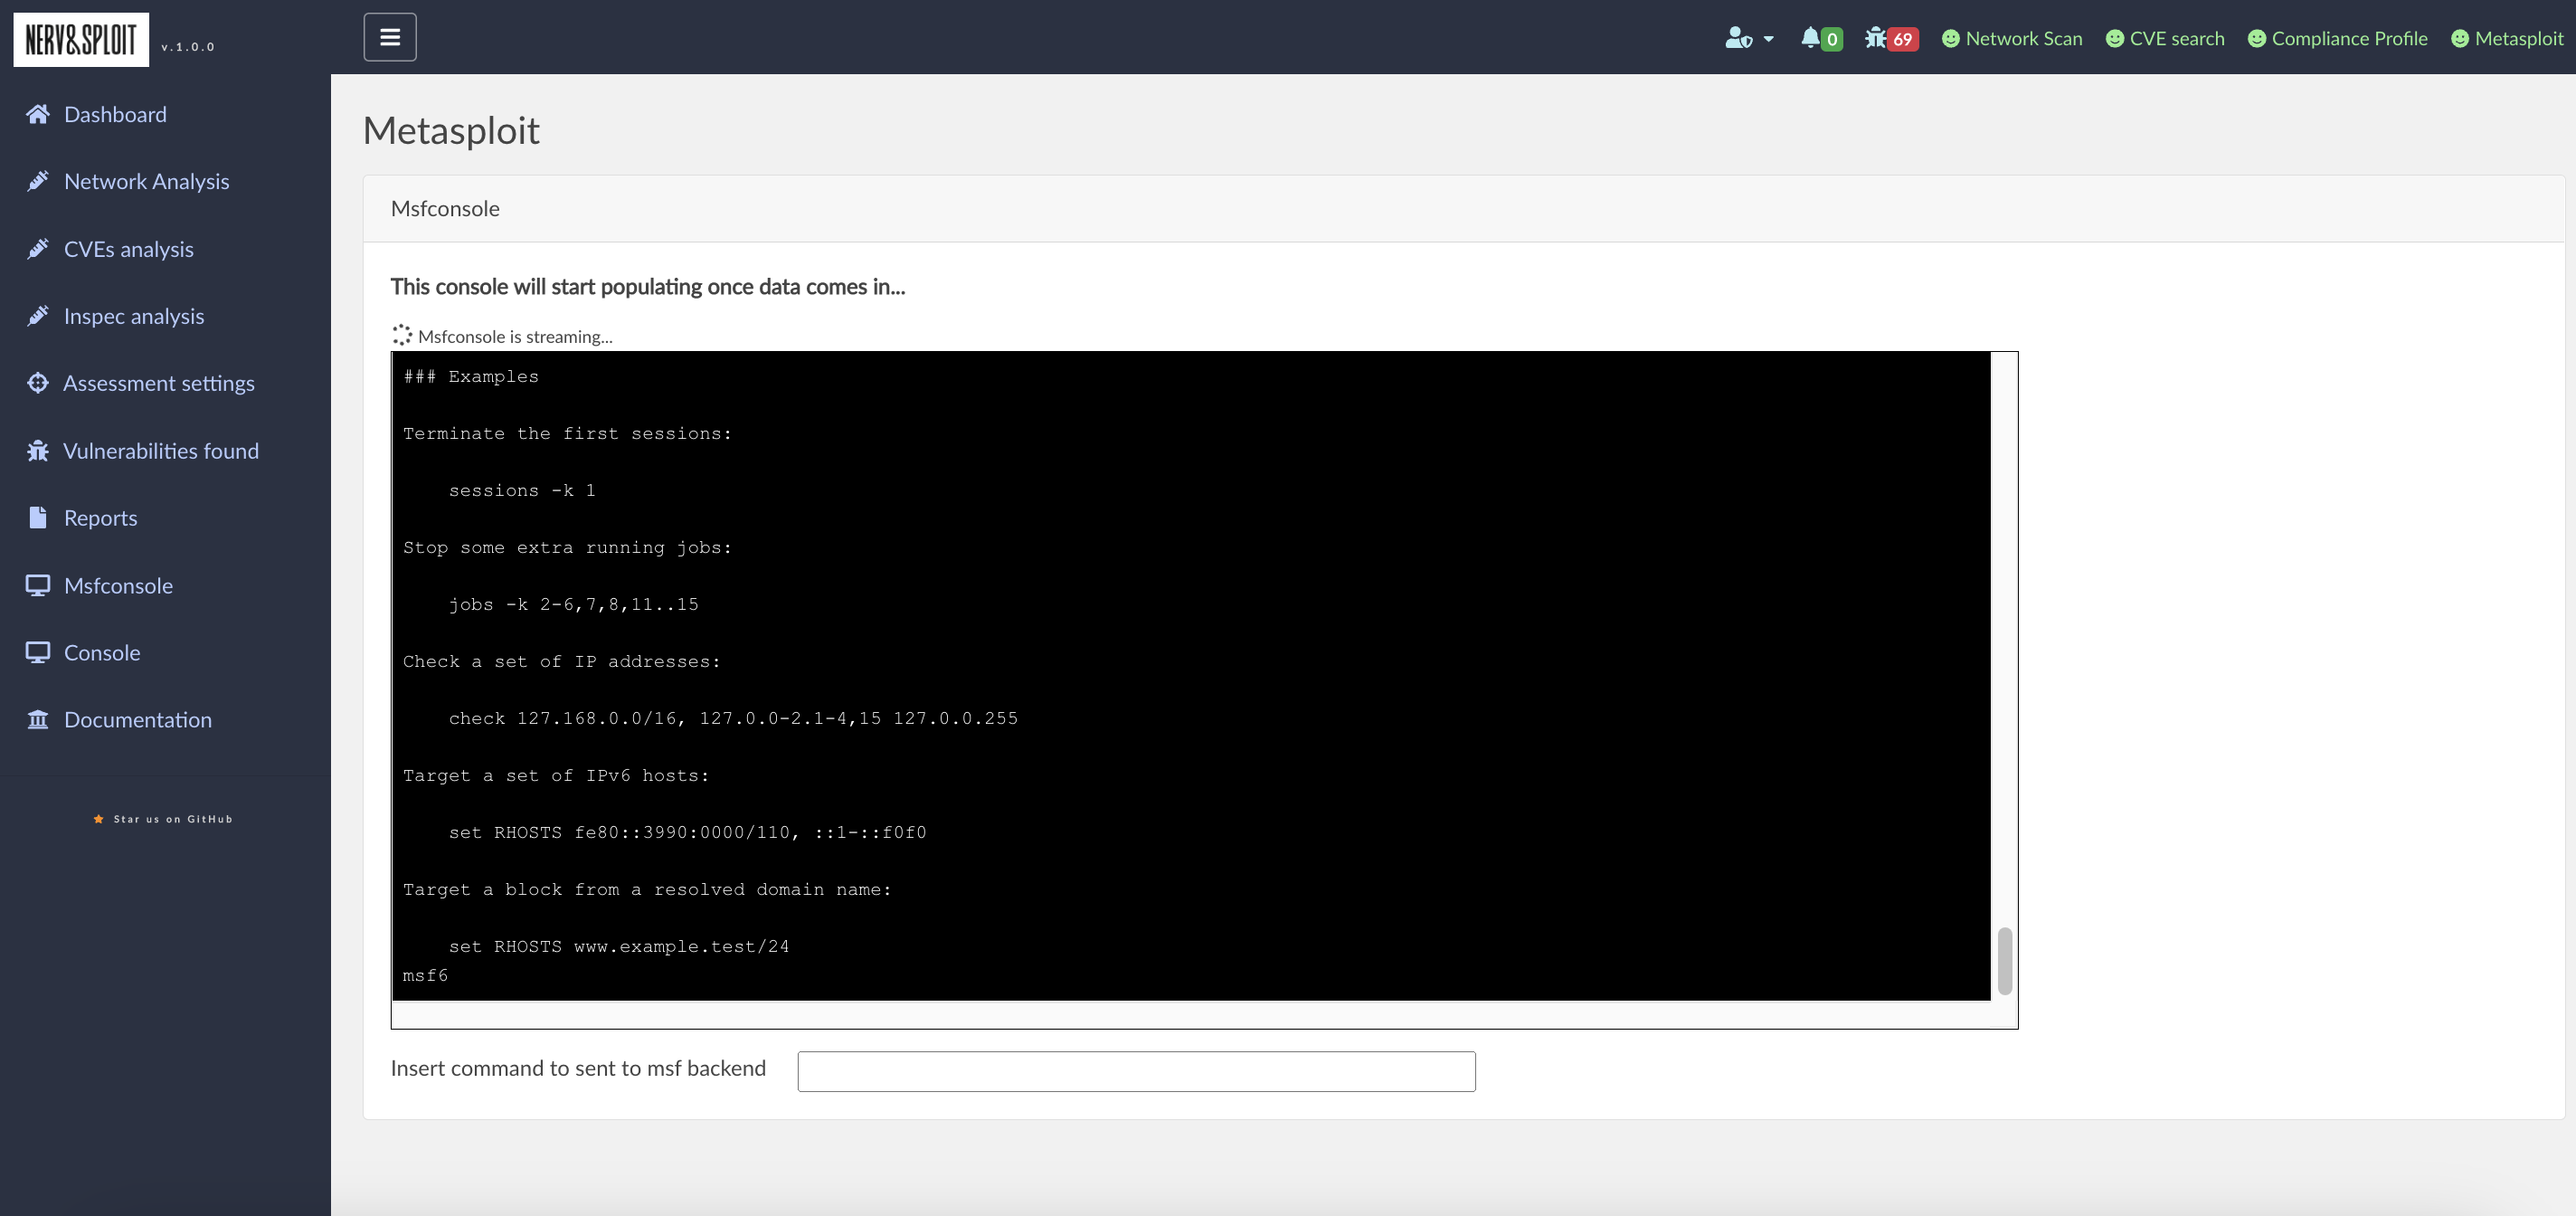 NERV&SPLOIT v.1.0.0
0 69 Network Scan CVE search Compliance Profile Metasploit
Dashboard
Network Analysis
CVEs analysis
Inspec analysis
Assessment settings
Vulnerabilities found
Reports
Msfconsole
Console
Documentation
Star us on GitHub
Metasploit
Msfconsole
This console will start populating once data comes in...
Msfconsole is streaming...
### Examples
Terminate the first sessions:
sessions -k 1
Stop some extra running jobs:
jobs -k 2-6,7,8,11..15
Check a set of IP addresses:
check 127.168.0.0/16, 127.0.0-2.1-4,15 127.0.0.255
Target a set of IPv6 hosts:
set RHOSTS fe80::3990:0000/110, ::1-::f0f0
Target a block from a resolved domain name:
set RHOSTS www.example.test/24
msf6
Insert command to sent to msf backend